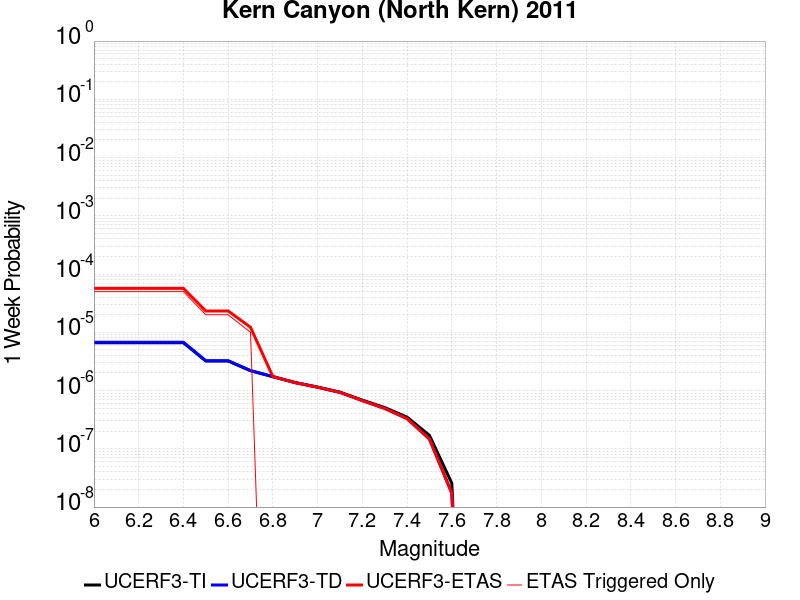 Kern Canyon (North Kern) 2011
10^0
10^-1
10^-2
10^-3
10^-4
10^-5
10^-6
10^-7
10^-8
1 Week Probability
6 6.2 6.4 6.6 6.8 7 7.2 7.4 7.6 7.8 8 8.2 8.4 8.6 8.8 9
Magnitude
UCERF3-TI UCERF3-TD UCERF3-ETAS ETAS Triggered Only